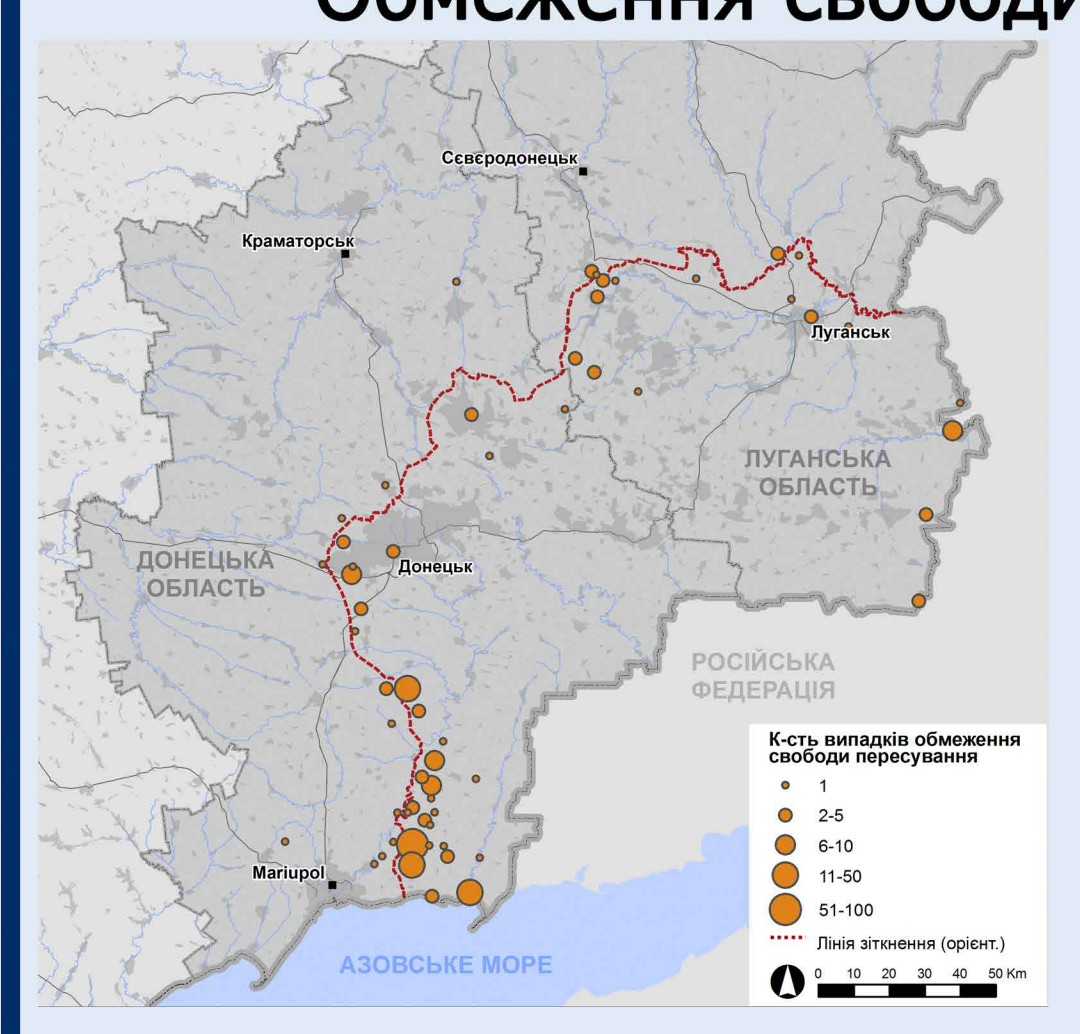 Обмеження свободи
Сєвєродонецьк
Краматорськ
Луганськ
ЛУГАНСЬКА
ОБЛАСТЬ
ДОНЕЦЬКА
ОБЛАСТЬ
Донецьк
РОСІЙСЬКА
ФЕДЕРАЦІЯ
К-сть випадків обмеження
свободи пересування
1
2-5
6-10
11-50
51-100
Лінія зіткнення (орієнт.)
0 10 20 30 40 50 Km
Mariupol
АЗОВСЬКЕ МОРЕ